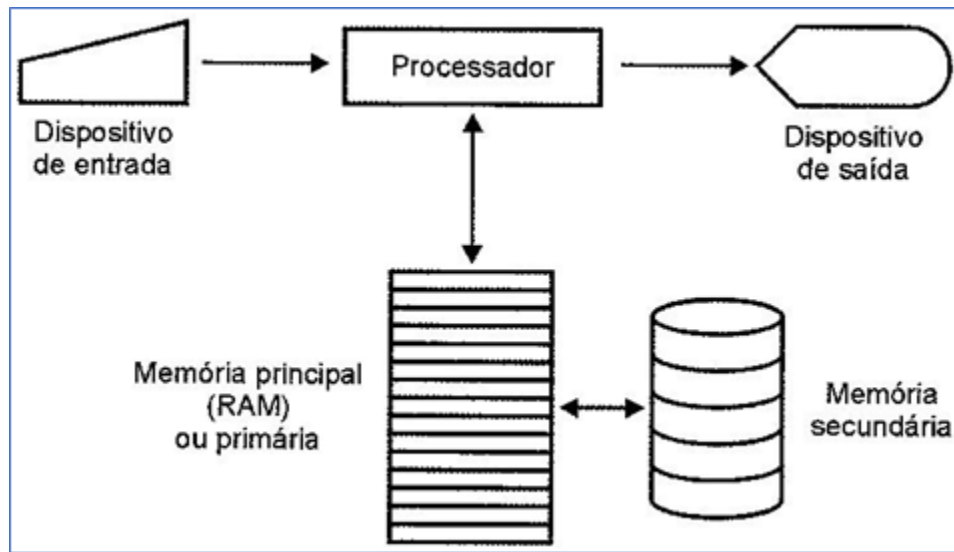 Processador
Dispositivo
de entrada
Dispositivo
de saída
Memória principal
(RAM)
ou primária
Memória
secundária